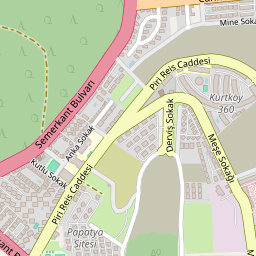 Mine Sokak
Piri Reis Caddesi
Semerkant Bulvarı
Kurtköy
360
Derviş Sokak
Meşe Sokağı
Anka Sokak
Kutlu Sokak
Piri Reis Caddesi
Papatya
Sitesi